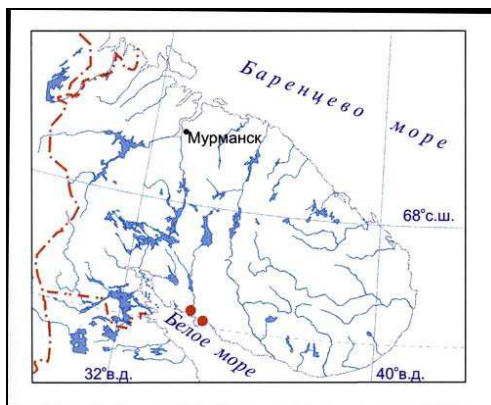 Баренцево море
Мурманск
68°с.ш.
Белое море
32°в.д.
40°в.д.